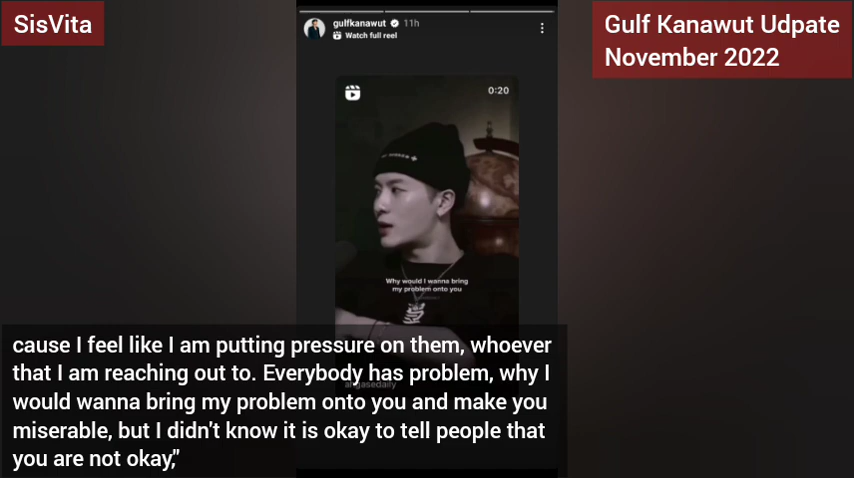 SisVita
gulfkanawut 11h
Watch full reel
Gulf Kanawut Udpate
November 2022
0:20
Why would I wanna bring
my problem onto you
cause I feel like I am putting pressure on them, whoever
that I am reaching out to. Everybody has problem, why I
would wanna bring my problem onto you and make you
miserable, but I didn't know it is okay to tell people that
you are not okay,"